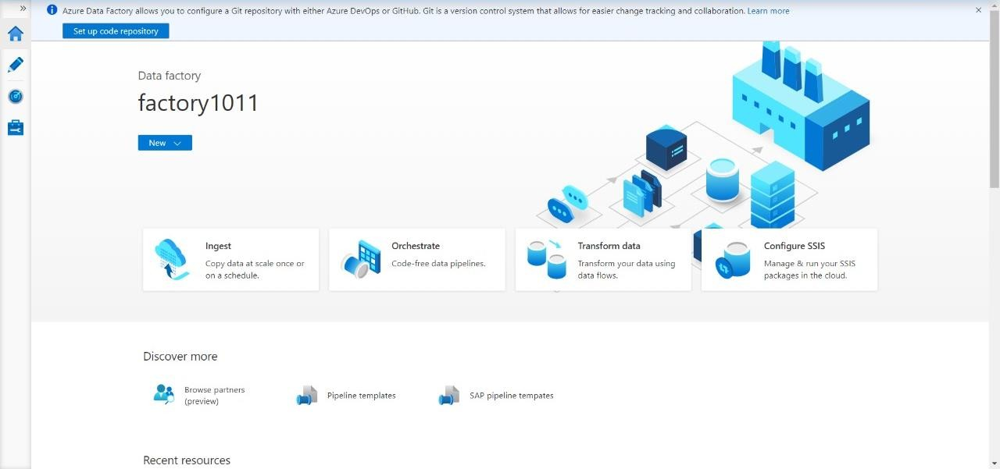 Azure Data Factory allows you to configure a Git repository with either Azure DevOps or GitHub. Git is a version control system that allows for easier change tracking and collaboration. Learn more
Set up code repository
Data factory
factory1011
New
Ingest
Copy data at scale once or
on a schedule.
Orchestrate
Code-free data pipelines.
Transform data
Transform your data using
data flows.
Configure SSIS
Manage & run your SSIS
packages in the cloud.
Discover more
Browse partners
(preview)
Pipeline templates
SAP pipeline tempates
Recent resources